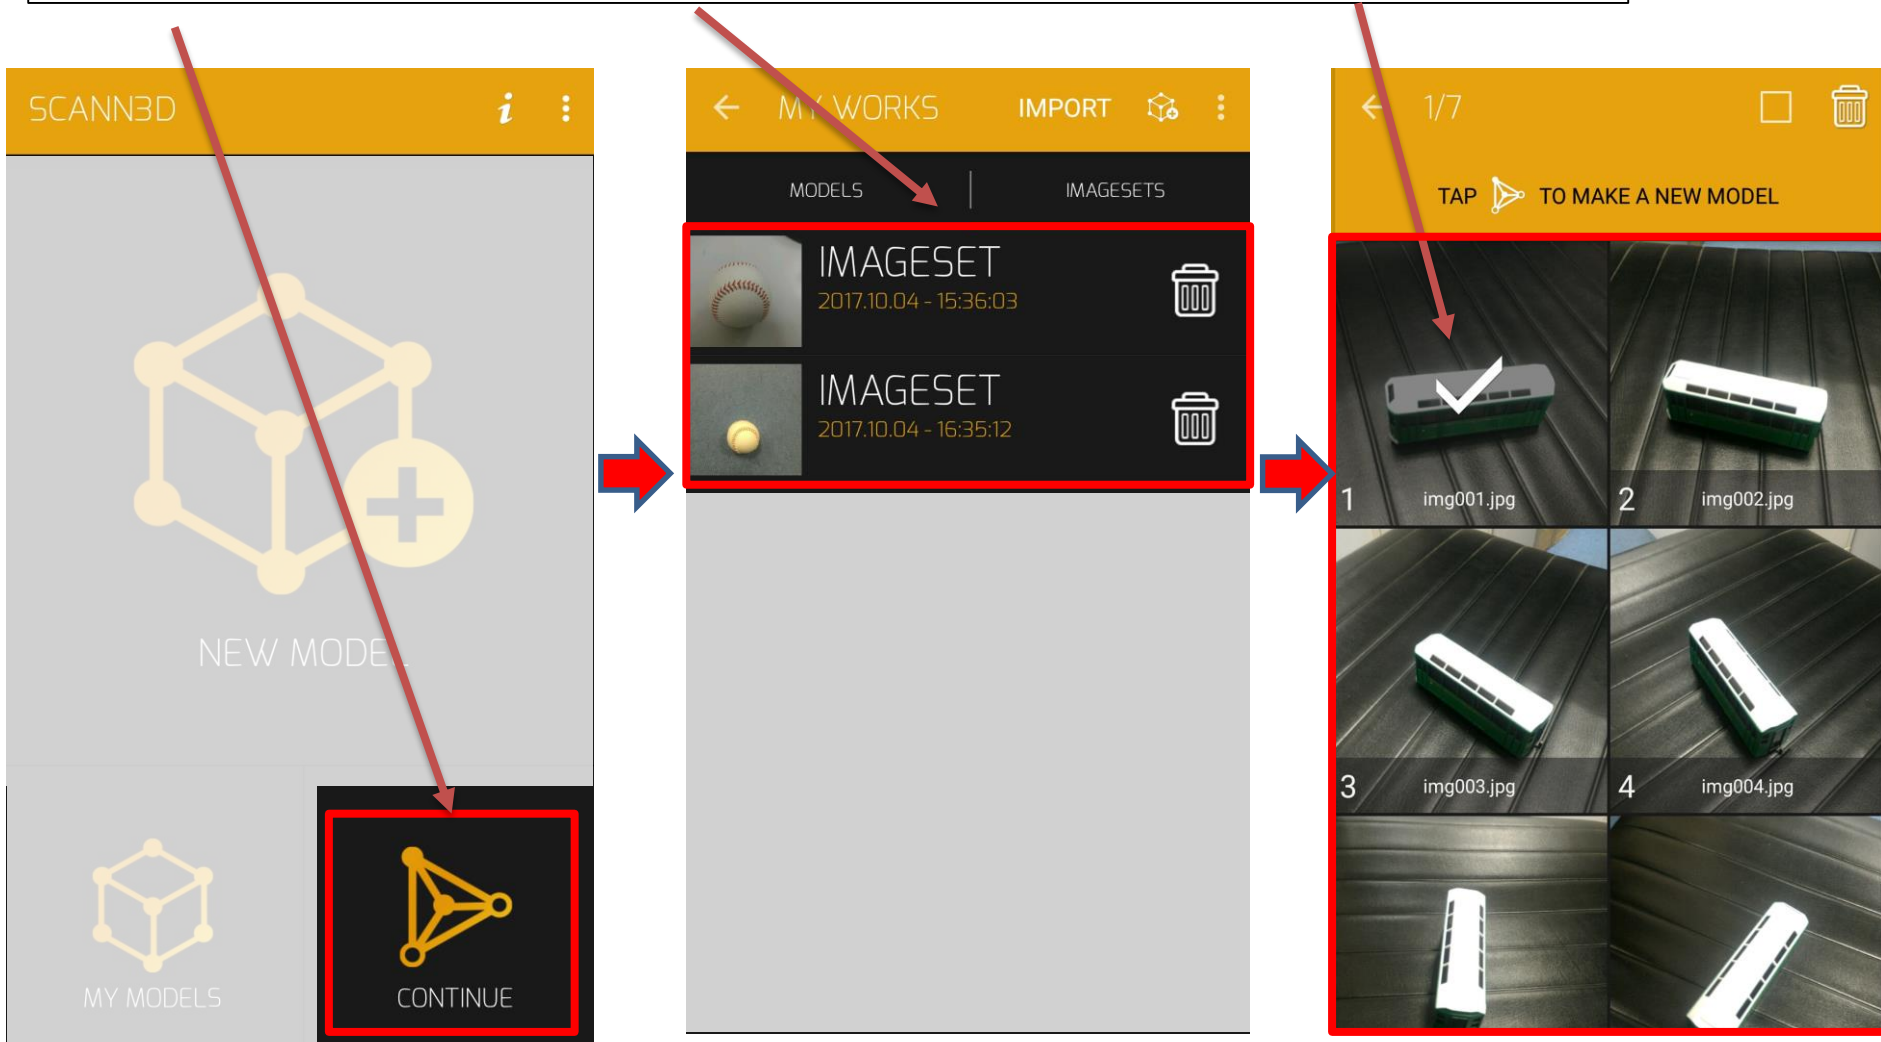 SCANN3D
i
NEW MODEL
MY MODELS
CONTINUE
MY WORKS IMPORT
MODELS IMAGESETS
IMAGESET
2017.10.04 - 15:36:03
IMAGESET
2017.10.04 - 16:35:12
1/7
TAP TO MAKE A NEW MODEL
1 img001.jpg
2 img002.jpg
3 img003.jpg
4 img004.jpg